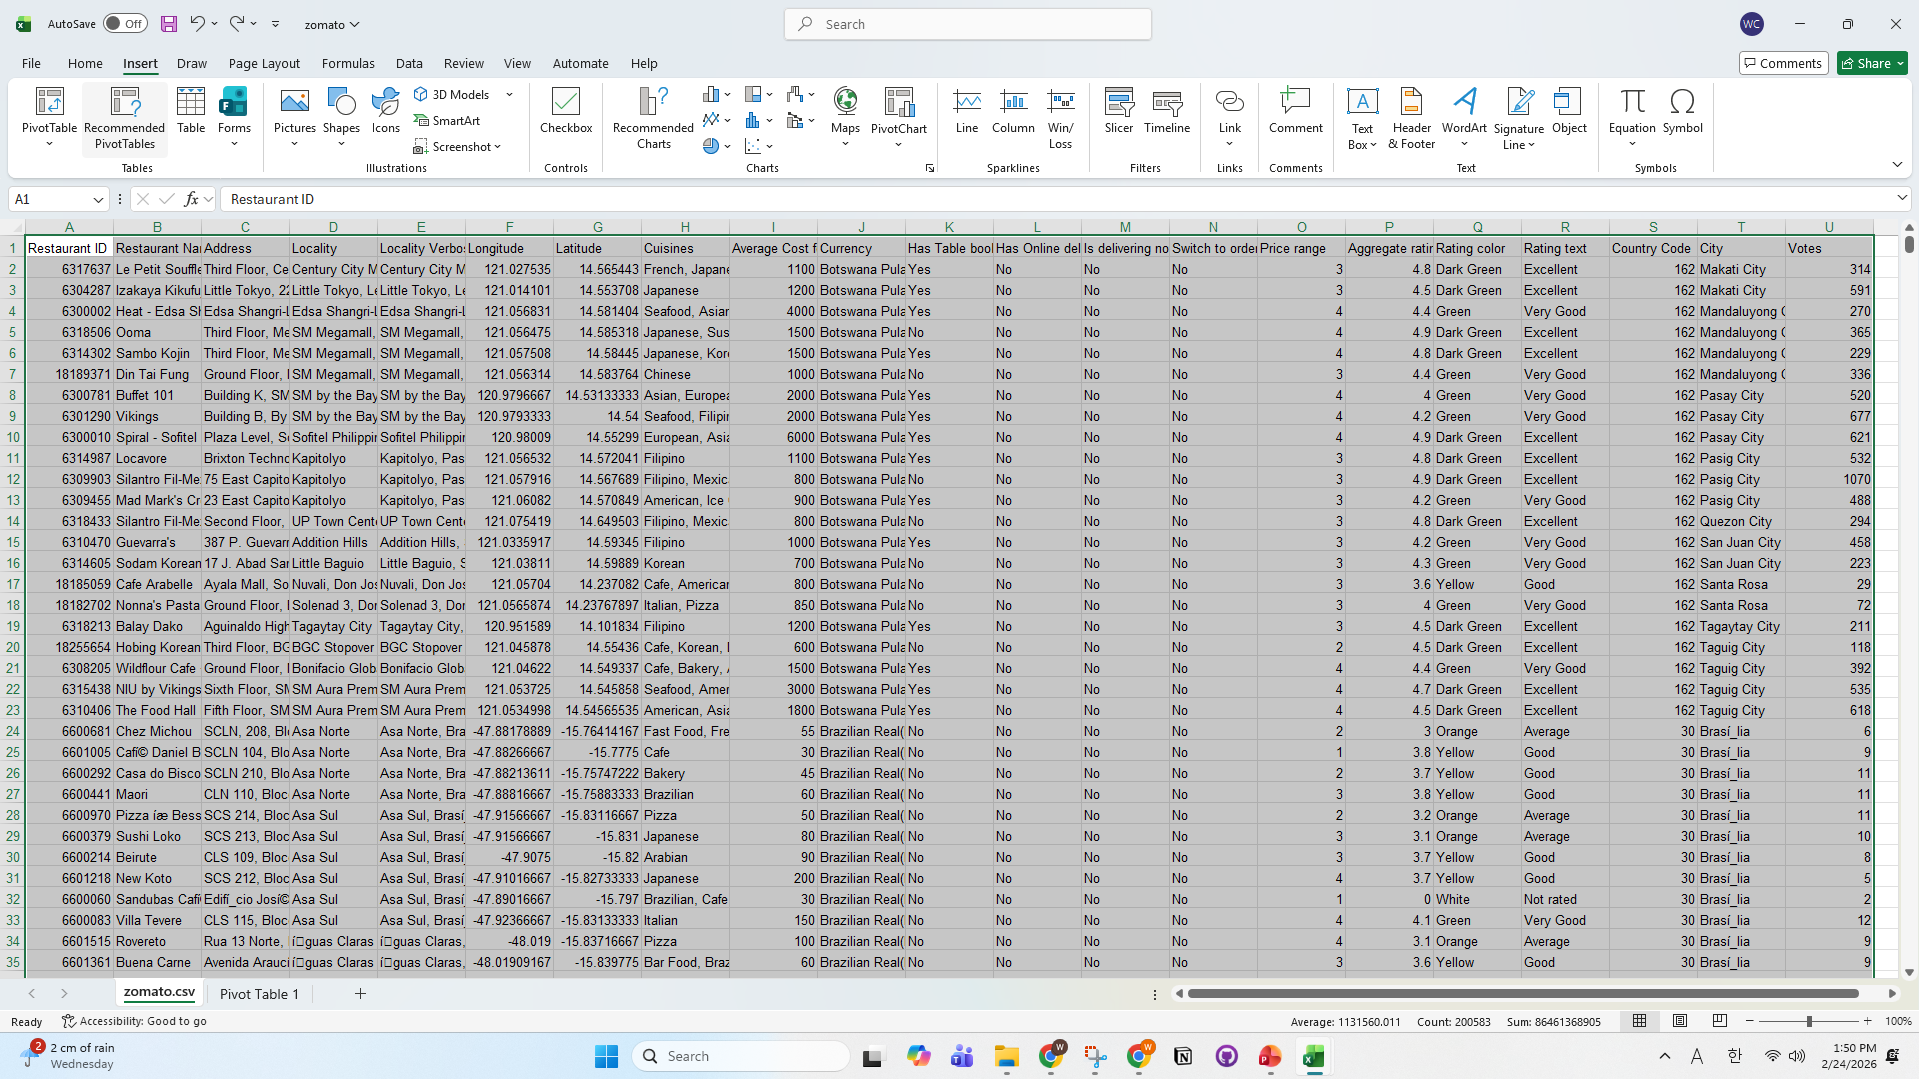 AutoSave Off zomato Search WC
File Home Insert Draw Page Layout Formulas Data Review View Automate Help Comments Share
PivotTable Recommended PivotTables Table Forms Pictures Shapes Icons 3D Models SmartArt Screenshot Checkbox Recommended Charts Maps PivotChart Line Column Win/Loss Slicer Timeline Link Comment Text Box Header & Footer WordArt Signature Line Object Equation Symbol
Tables Illustrations Controls Charts Sparklines Filters Links Comments Text Symbols
A1 fx Restaurant ID
A B C D E F G H I J K L M N O P Q R S T U
1 Restaurant ID Restaurant Na Address Locality Locality Verbos Longitude Latitude Cuisines Average Cost f Currency Has Table bool Has Online del Is delivering no Switch to order Price range Aggregate ratin Rating color Rating text Country Code City Votes
2 6317637 Le Petit Souffle Third Floor, Ce Century City M Century City M 121.027535 14.565443 French, Japane 1100 Botswana Pula Yes No No No 3 4.8 Dark Green Excellent 162 Makati City 314
3 6304287 Izakaya Kikufu Little Tokyo, 22 Little Tokyo, Le Little Tokyo, Le 121.014101 14.553708 Japanese 1200 Botswana Pula Yes No No No 3 4.5 Dark Green Excellent 162 Makati City 591
4 6300002 Heat - Edsa Sh Edsa Shangri-L Edsa Shangri-L Edsa Shangri-L 121.056831 14.581404 Seafood, Asian 4000 Botswana Pula Yes No No No 4 4.4 Green Very Good 162 Mandaluyong C 270
5 6318506 Ooma Third Floor, Me SM Megamall, SM Megamall, 121.056475 14.585318 Japanese, Sus 1500 Botswana Pula No No No No 4 4.9 Dark Green Excellent 162 Mandaluyong C 365
6 6314302 Sambo Kojin Third Floor, Me SM Megamall, SM Megamall, 121.057508 14.58445 Japanese, Kore 1500 Botswana Pula Yes No No No 4 4.8 Dark Green Excellent 162 Mandaluyong C 229
7 18189371 Din Tai Fung Ground Floor, I SM Megamall, SM Megamall, 121.056314 14.583764 Chinese 1000 Botswana Pula No No No No 3 4.4 Green Very Good 162 Mandaluyong C 336
8 6300781 Buffet 101 Building K, SM SM by the Bay SM by the Bay 120.9796667 14.53133333 Asian, Europea 2000 Botswana Pula Yes No No No 4 4 Green Very Good 162 Pasay City 520
9 6301290 Vikings Building B, By SM by the Bay SM by the Bay 120.9793333 14.54 Seafood, Filipin 2000 Botswana Pula Yes No No No 4 4.2 Green Very Good 162 Pasay City 677
10 6300010 Spiral - Sofitel Plaza Level, So Sofitel Philippin Sofitel Philippin 120.98009 14.55299 European, Asia 6000 Botswana Pula Yes No No No 4 4.9 Dark Green Excellent 162 Pasay City 621
11 6314987 Locavore Brixton Techno Kapitolyo Kapitolyo, Pas 121.056532 14.572041 Filipino 1100 Botswana Pula Yes No No No 3 4.8 Dark Green Excellent 162 Pasig City 532
12 6309903 Silantro Fil-Me 75 East Capito Kapitolyo Kapitolyo, Pas 121.057916 14.567689 Filipino, Mexica 800 Botswana Pula No No No No 3 4.9 Dark Green Excellent 162 Pasig City 1070
13 6309455 Mad Mark's Cr 23 East Capito Kapitolyo Kapitolyo, Pas 121.06082 14.570849 American, Ice 900 Botswana Pula Yes No No No 3 4.2 Green Very Good 162 Pasig City 488
14 6318433 Silantro Fil-Me Second Floor, UP Town Cente UP Town Cente 121.075419 14.649503 Filipino, Mexica 800 Botswana Pula No No No No 3 4.8 Dark Green Excellent 162 Quezon City 294
15 6310470 Guevarra's 387 P. Guevarr Addition Hills Addition Hills, 121.0335917 14.59345 Filipino 1000 Botswana Pula Yes No No No 3 4.2 Green Very Good 162 San Juan City 458
16 6314605 Sodam Korean 17 J. Abad San Little Baguio Little Baguio, S 121.03811 14.59889 Korean 700 Botswana Pula No No No No 3 4.3 Green Very Good 162 San Juan City 223
17 18185059 Cafe Arabelle Ayala Mall, So Nuvali, Don Jos Nuvali, Don Jos 121.05704 14.237082 Cafe, American 800 Botswana Pula No No No No 3 3.6 Yellow Good 162 Santa Rosa 29
18 18182702 Nonna's Pasta Ground Floor, I Solenad 3, Don Solenad 3, Don 121.0565874 14.23767897 Italian, Pizza 850 Botswana Pula No No No No 3 4 Green Very Good 162 Santa Rosa 72
19 6318213 Balay Dako Aguinaldo High Tagaytay City Tagaytay City, 120.951589 14.101834 Filipino 1200 Botswana Pula Yes No No No 3 4.5 Dark Green Excellent 162 Tagaytay City 211
20 18255654 Hobing Korean Third Floor, BG BGC Stopover BGC Stopover 121.045878 14.55436 Cafe, Korean, 600 Botswana Pula No No No No 2 4.5 Dark Green Excellent 162 Taguig City 118
21 6308205 Wildflour Cafe Ground Floor, I Bonifacio Globa Bonifacio Globa 121.04622 14.549337 Cafe, Bakery, A 1500 Botswana Pula Yes No No No 4 4.4 Green Very Good 162 Taguig City 392
22 6315438 NIU by Vikings Sixth Floor, SM SM Aura Prem SM Aura Prem 121.053725 14.545858 Seafood, Amer 3000 Botswana Pula Yes No No No 4 4.7 Dark Green Excellent 162 Taguig City 535
23 6310406 The Food Hall Fifth Floor, SM SM Aura Prem SM Aura Prem 121.0534998 14.54565535 American, Asia 1800 Botswana Pula Yes No No No 4 4.5 Dark Green Excellent 162 Taguig City 618
24 6600681 Chez Michou SCLN, 208, Blo Asa Norte Asa Norte, Bra -47.88178889 -15.76414167 Fast Food, Fre 55 Brazilian Real( No No No No 2 3 Orange Average 30 Brasí_lia 6
25 6601005 Cafí© Daniel B SCLN 104, Blo Asa Norte Asa Norte, Bra -47.88266667 -15.7775 Cafe 30 Brazilian Real( No No No No 1 3.8 Yellow Good 30 Brasí_lia 9
26 6600292 Casa do Bisco SCLN 210, Blo Asa Norte Asa Norte, Bra -47.88213611 -15.75747222 Bakery 45 Brazilian Real( No No No No 2 3.7 Yellow Good 30 Brasí_lia 11
27 6600441 Maori CLN 110, Bloc Asa Norte Asa Norte, Bra -47.88816667 -15.75883333 Brazilian 60 Brazilian Real( No No No No 3 3.8 Yellow Good 30 Brasí_lia 11
28 6600970 Pizza íæ Bess SCS 214, Bloc Asa Sul Asa Sul, Brasí_ -47.91566667 -15.83116667 Pizza 50 Brazilian Real( No No No No 2 3.2 Orange Average 30 Brasí_lia 11
29 6600379 Sushi Loko SCS 213, Bloc Asa Sul Asa Sul, Brasí_ -47.91566667 -15.831 Japanese 80 Brazilian Real( No No No No 3 3.1 Orange Average 30 Brasí_lia 10
30 6600214 Beirute CLS 109, Bloc Asa Sul Asa Sul, Brasí_ -47.9075 -15.82 Arabian 90 Brazilian Real( No No No No 3 3.7 Yellow Good 30 Brasí_lia 8
31 6601218 New Koto SCS 212, Bloc Asa Sul Asa Sul, Brasí_ -47.91016667 -15.82733333 Japanese 200 Brazilian Real( No No No No 4 3.7 Yellow Good 30 Brasí_lia 5
32 6600060 Sandubas Cafí Edifí_cio Josí© Asa Sul Asa Sul, Brasí_ -47.89016667 -15.797 Brazilian, Cafe 30 Brazilian Real( No No No No 1 0 White Not rated 30 Brasí_lia 2
33 6600083 Villa Tevere CLS 115, Bloc Asa Sul Asa Sul, Brasí_ -47.92366667 -15.83133333 Italian 150 Brazilian Real( No No No No 4 4.1 Green Very Good 30 Brasí_lia 12
34 6601515 Rovereto Rua 13 Norte, í□guas Claras í□guas Claras, -48.019 -15.83716667 Pizza 100 Brazilian Real( No No No No 4 3.1 Orange Average 30 Brasí_lia 9
35 6601361 Buena Carne Avenida Arauci í□guas Claras í□guas Claras, -48.01909167 -15.839775 Bar Food, Braz 60 Brazilian Real( No No No No 3 3.6 Yellow Good 30 Brasí_lia 9
zomato.csv Pivot Table 1
Ready Accessibility: Good to go Average: 1131560.011 Count: 200583 Sum: 86461368905 100%
2 2 cm of rain Wednesday Search W W A 한 1:50 PM 2/24/2026